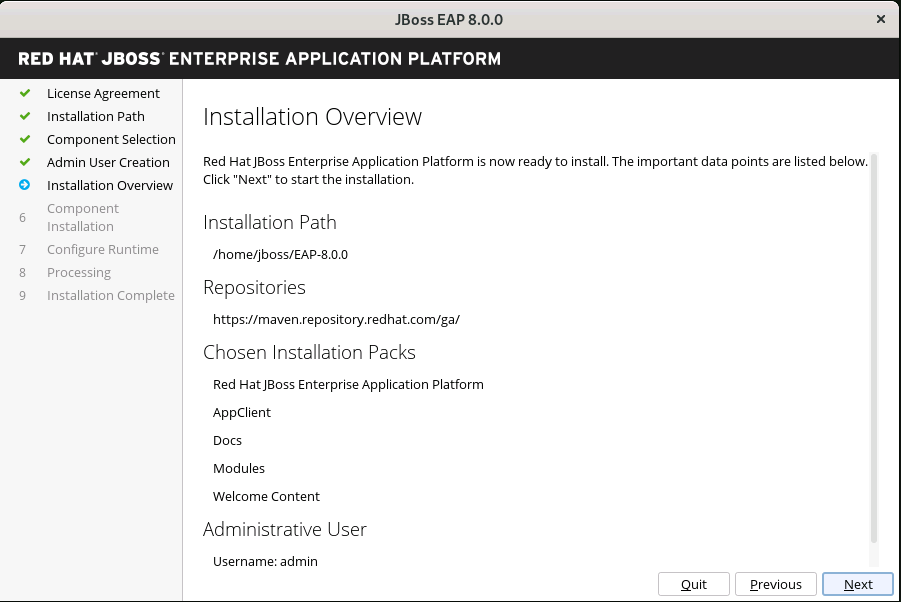 JBoss EAP 8.0.0
×
RED HAT JBOSS ENTERPRISE APPLICATION PLATFORM
License Agreement
Installation Path
Component Selection
Admin User Creation
Installation Overview
6 Component
Installation
7 Configure Runtime
8 Processing
9 Installation Complete
Installation Overview
Red Hat JBoss Enterprise Application Platform is now ready to install. The important data points are listed below.
Click "Next" to start the installation.
Installation Path
/home/jboss/EAP-8.0.0
Repositories
https://maven.repository.redhat.com/ga/
Chosen Installation Packs
Red Hat JBoss Enterprise Application Platform
AppClient
Docs
Modules
Welcome Content
Administrative User
Username: admin
Quit Previous Next